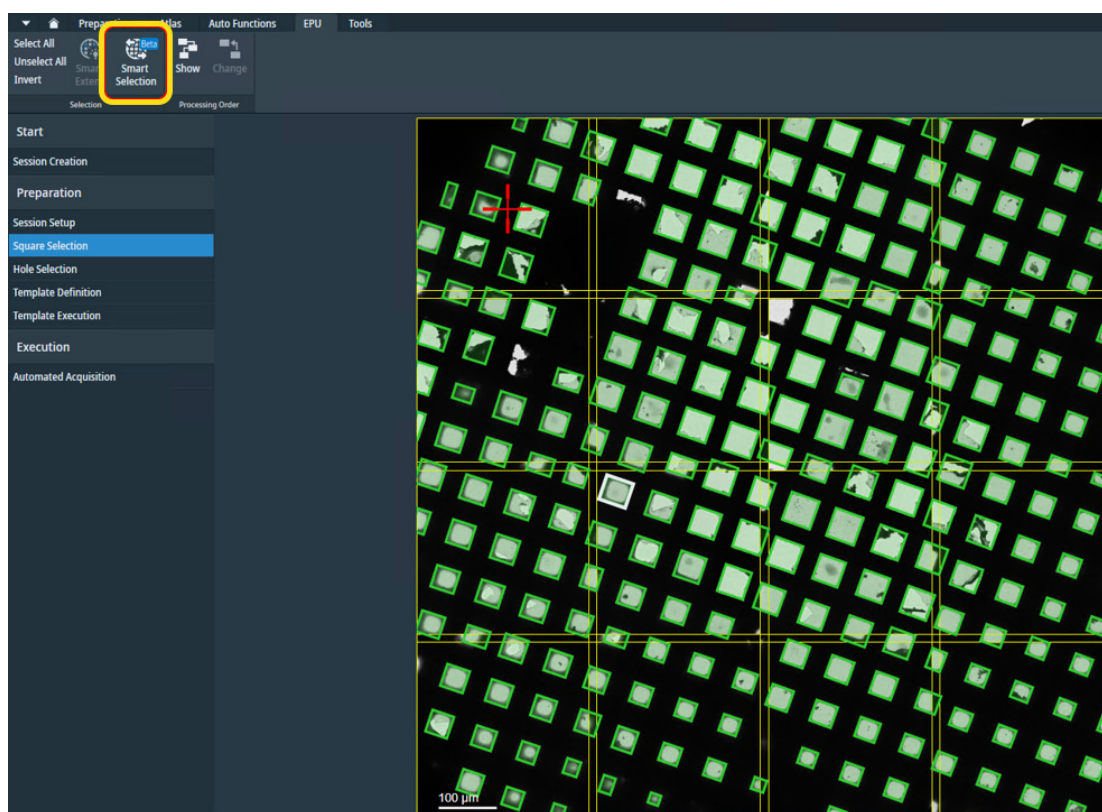 Preparation Atlas Auto Functions EPU Tools
Select All
Unselect All
Invert
Smart
Beta
Smart
Selection
Show
Change
Selection
Processing Order
Start
Session Creation
Preparation
Session Setup
Square Selection
Hole Selection
Template Definition
Template Execution
Execution
Automated Acquisition
100 µm